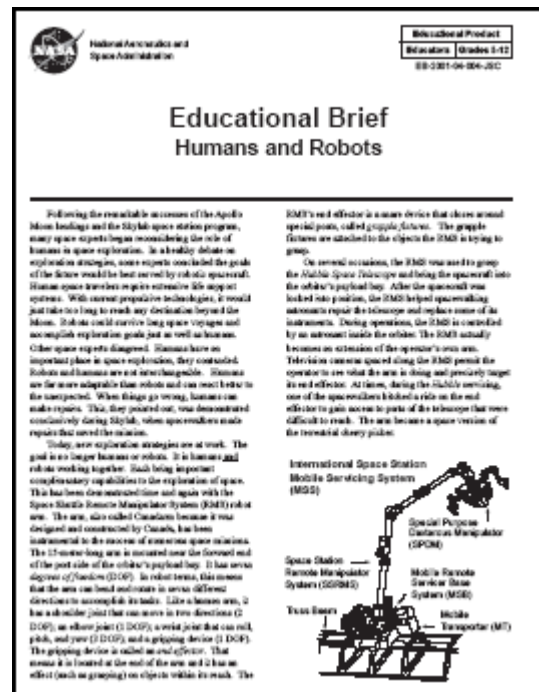 NASA
National Aeronautics and
Space Administration
Educational Product
Educators Grades 5-12
EB-2001-04-004-JSC
Educational Brief
Humans and Robots
Following the remarkable successes of the Apollo
Moon landings and the Skylab space station program,
many space experts began reconsidering the role of
humans in space exploration. In a healthy debate on
exploration strategies, some experts concluded the goals
of the future would be best served by robotic spacecraft.
Human space travelers require extensive life support
systems. With current propulsive technologies, it would
just take too long to reach any destination beyond the
Moon. Robots could survive long space voyages and
accomplish exploration goals just as well as humans.
Other space experts disagreed. Humans have an
important place in space exploration, they contended.
Robots and humans are not interchangeable. Humans
are far more adaptable than robots and can react better to
the unexpected. When things go wrong, humans can
make repairs. This, they pointed out, was demonstrated
conclusively during Skylab, when spacewalkers made
repairs that saved the mission.
Today, new exploration strategies are at work. The
goal is no longer humans or robots. It is humans and
robots working together. Each bring important
complimentary capabilities to the exploration of space.
This has been demonstrated time and again with the
Space Shuttle Remote Manipulator System (RMS) robot
arm. The arm, also called Canadarm because it was
designed and constructed by Canada, has been
instrumental to the success of numerous space missions.
The 15-meter-long arm is mounted near the forward end
of the port side of the orbiter's payload bay. It has seven
degrees of freedom (DOF). In robot terms, this means
that the arm can bend and rotate in seven different
directions to accomplish its tasks. Like a human arm, it
has a shoulder joint that can move in two directions (2
DOF); an elbow joint (1 DOF); a wrist joint that can roll,
pitch, and yaw (3 DOF); and a gripping device (1 DOF).
The gripping device is called an end effector. That
means it is located at the end of the arm and it has an
effect (such as grasping) on objects within its reach. The
RMS's end effector is a snare device that closes around
special posts, called grapple fixtures. The grapple
fixtures are attached to the objects the RMS is trying to
grasp.
On several occasions, the RMS was used to grasp
the Hubble Space Telescope and bring the spacecraft into
the orbiter's payload bay. After the spacecraft was
locked into position, the RMS helped spacewalking
astronauts repair the telescope and replace some of its
instruments. During operations, the RMS is controlled
by an astronaut inside the orbiter. The RMS actually
becomes an extension of the operator's own arm.
Television cameras spaced along the RMS permit the
operator to see what the arm is doing and precisely target
its end effector. At times, during the Hubble servicing,
one of the spacewalkers hitched a ride on the end
effector to gain access to parts of the telescope that were
difficult to reach. The arm became a space version of
the terrestrial cherry picker.
International Space Station
Mobile Servicing System
(MSS)
Special Purpose
Dexterous Manipulator
(SPDM)
Space Station
Remote Manipulator
System (SSRMS)
Mobile Remote
Servicer Base
System (MSB)
Truss Beam
Mobile
Transporter (MT)